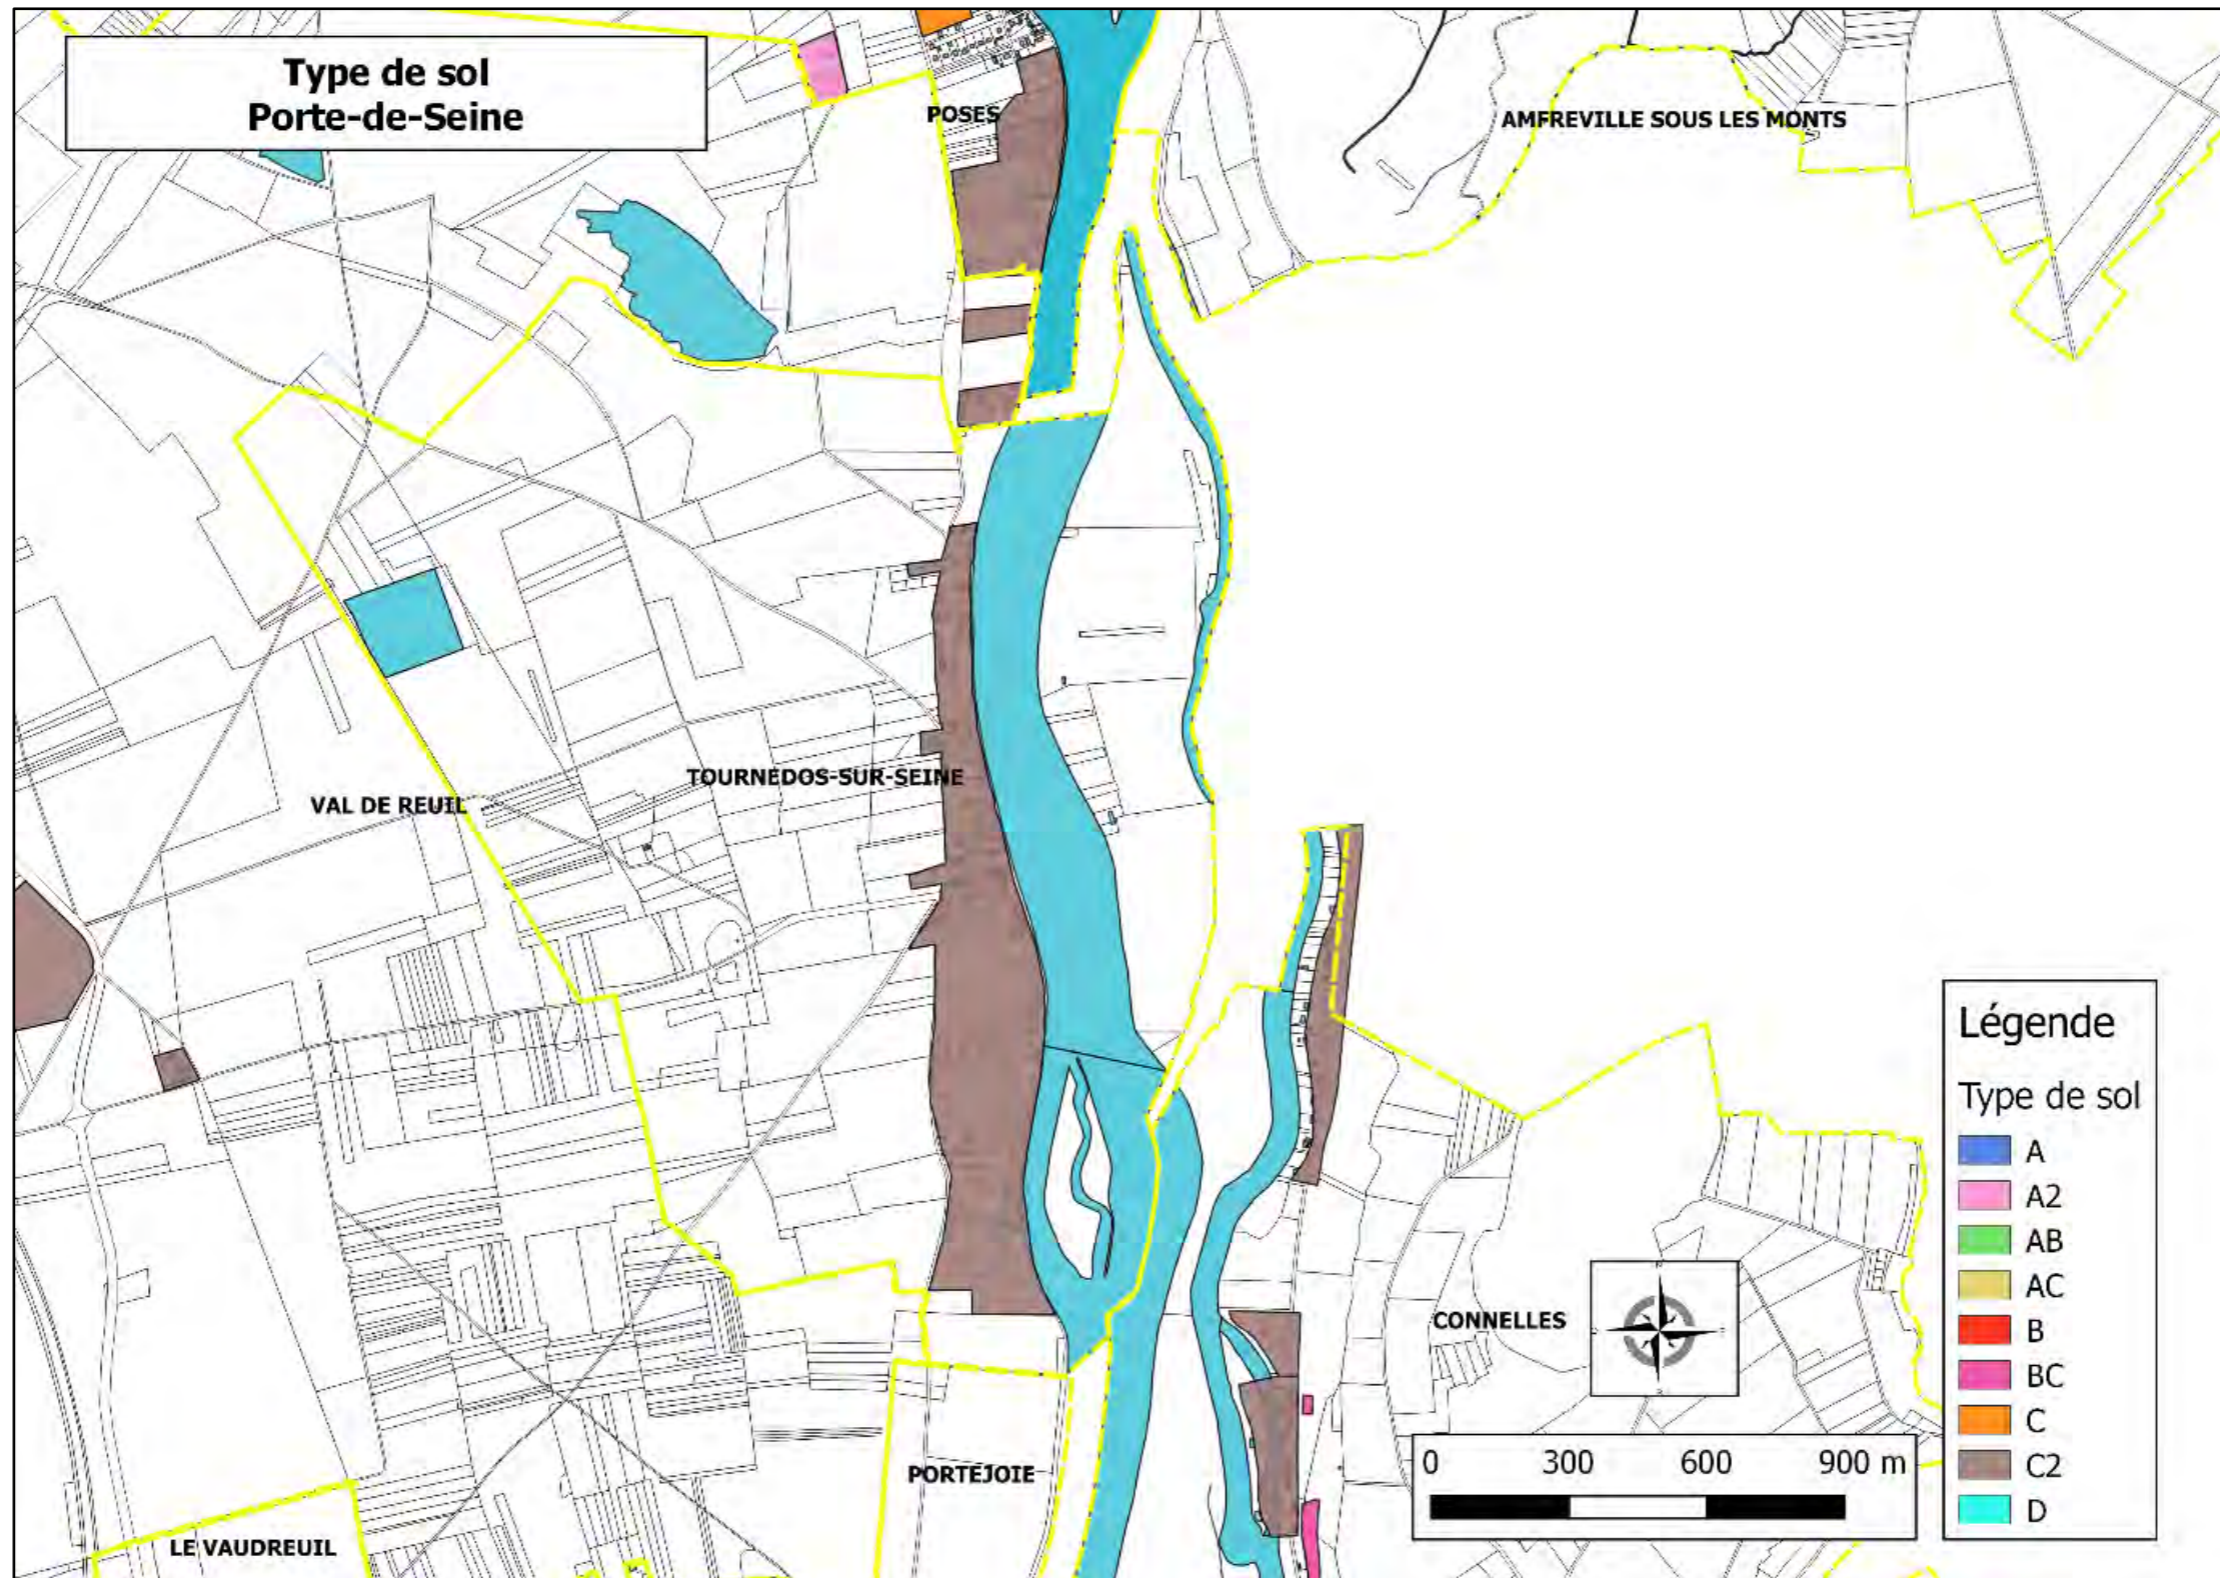 Type de sol
Porte-de-Seine
POSES
AMFREVILLE SOUS LES MONTS
TOURNEDOS-SUR-SEINE
VAL DE REUIL
CONNELLES
PORTEJOIE
LE VAUDREUIL
Légende
Type de sol
A
A2
AB
AC
B
BC
C
C2
D
0 300 600 900 m